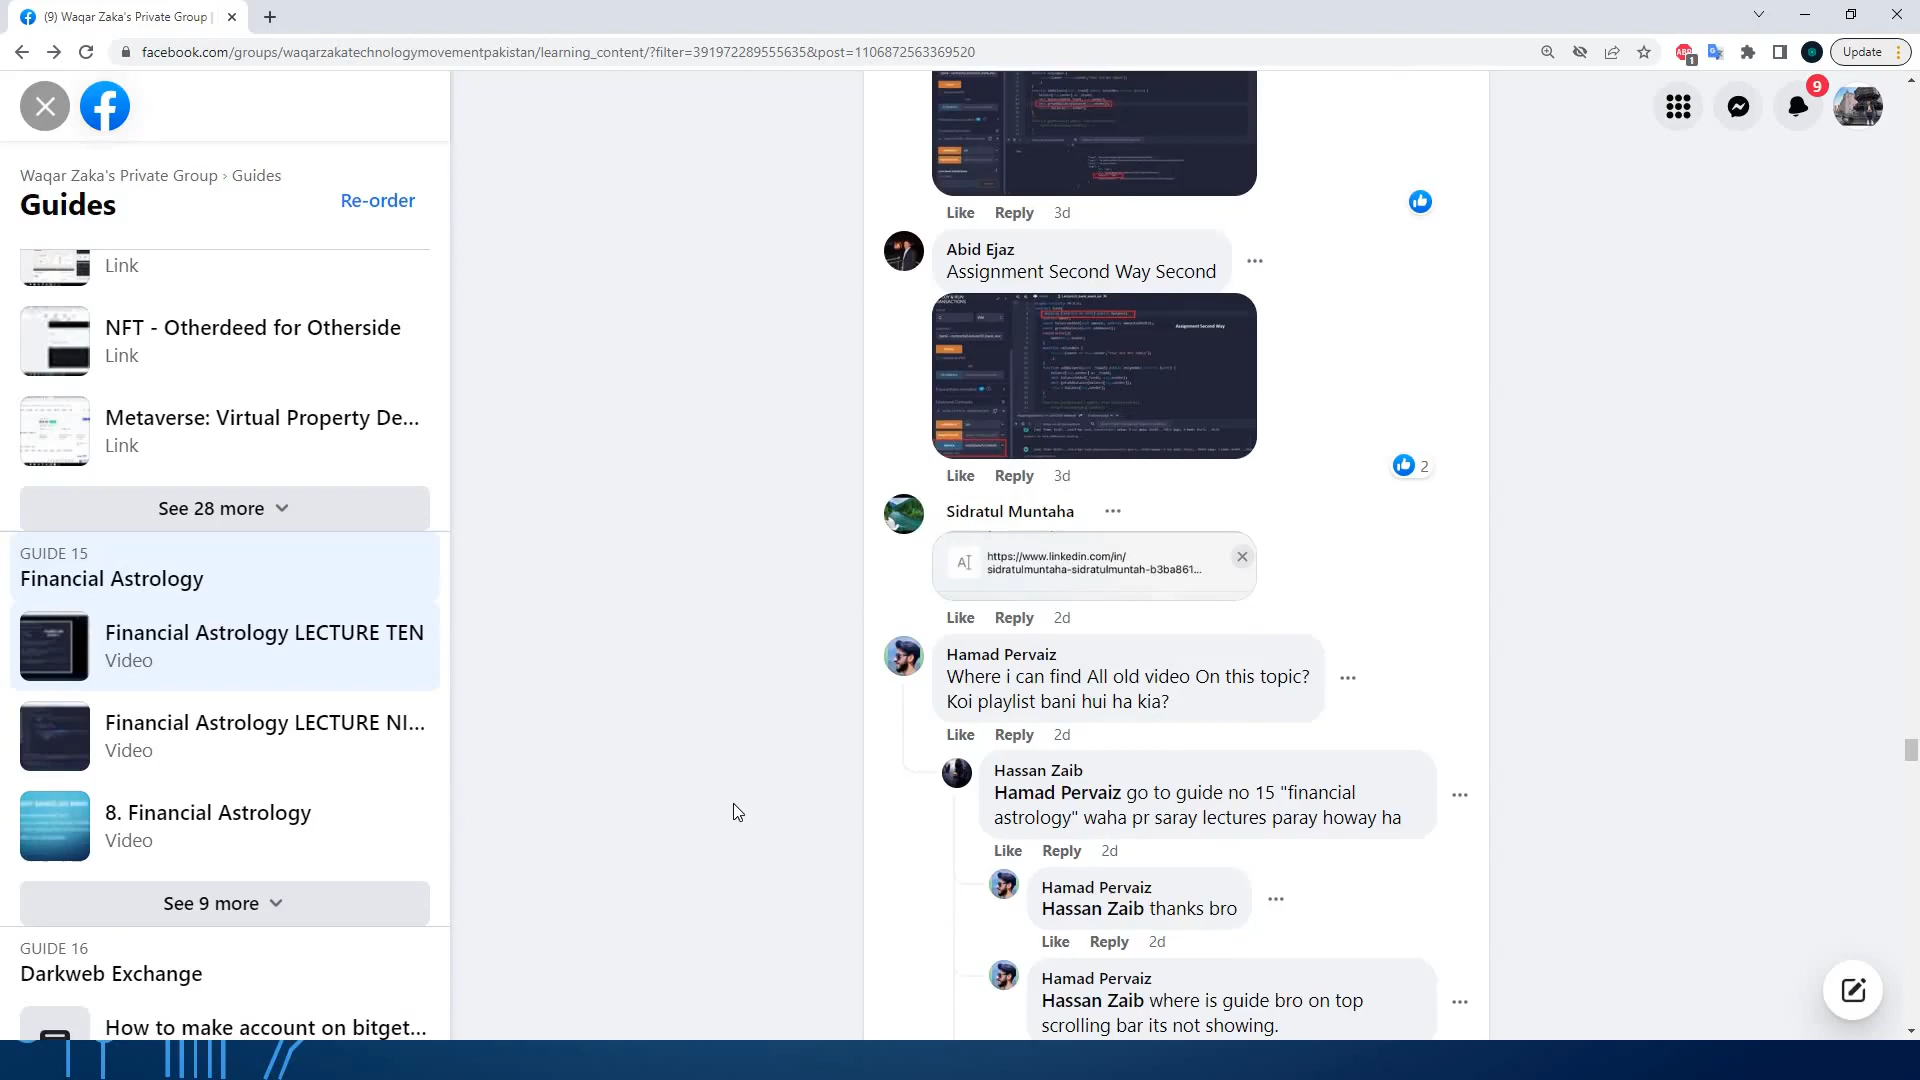 (9) Waqar Zaka's Private Group |
facebook.com/groups/waqarzakatechnologymovementpakistan/learning_content/?filter=3919722895555635&post=1106872563369520
ABP
1
Update
9
Waqar Zaka's Private Group › Guides
Guides
Re-order
Link
NFT - Otherdeed for Otherside
Link
Metaverse: Virtual Property De...
Link
See 28 more
GUIDE 15
Financial Astrology
Financial Astrology LECTURE TEN
Video
Financial Astrology LECTURE NI...
Video
8. Financial Astrology
Video
See 9 more
GUIDE 16
Darkweb Exchange
How to make account on bitget...
Like Reply 3d
Abid Ejaz
Assignment Second Way Second
Assignment Second Way
Like Reply 3d
2
Sidratul Muntaha
https://www.linkedin.com/in/
sidratulmuntaha-sidratulmuntah-b3ba861...
Like Reply 2d
Hamad Pervaiz
Where i can find All old video On this topic?
Koi playlist bani hui ha kia?
Like Reply 2d
Hassan Zaib
Hamad Pervaiz go to guide no 15 "financial
astrology" waha pr saray lectures paray howay ha
Like Reply 2d
Hamad Pervaiz
Hassan Zaib thanks bro
Like Reply 2d
Hamad Pervaiz
Hassan Zaib where is guide bro on top
scrolling bar its not showing.